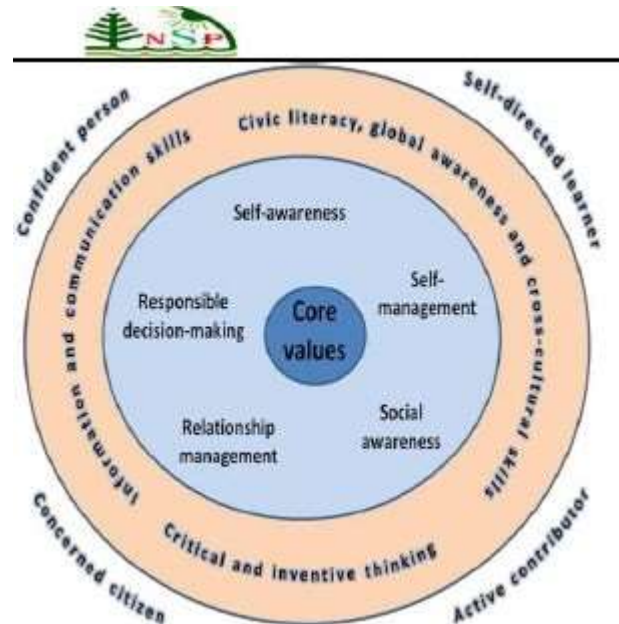 NSP
Confident person
Self-directed learner
Information and communication skills
Civic literacy, global awareness and cross-cultural skills
Self-awareness
Self-
management
Responsible
decision-making
Core
values
Social
awareness
Relationship
management
Critical and inventive thinking
Concerned citizen
Active contributor